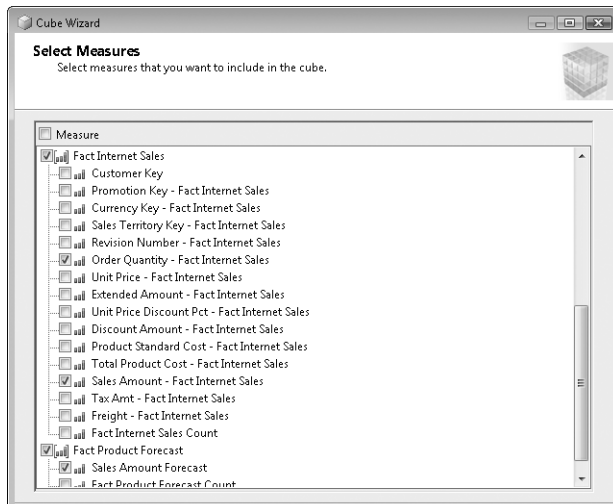 Cube Wizard
Select Measures
Select measures that you want to include in the cube.
Measure
Fact Internet Sales
Customer Key
Promotion Key - Fact Internet Sales
Currency Key - Fact Internet Sales
Sales Territory Key - Fact Internet Sales
Revision Number - Fact Internet Sales
Order Quantity - Fact Internet Sales
Unit Price - Fact Internet Sales
Extended Amount - Fact Internet Sales
Unit Price Discount Pct - Fact Internet Sales
Discount Amount - Fact Internet Sales
Product Standard Cost - Fact Internet Sales
Total Product Cost - Fact Internet Sales
Sales Amount - Fact Internet Sales
Tax Amt - Fact Internet Sales
Freight - Fact Internet Sales
Fact Internet Sales Count
Fact Product Forecast
Sales Amount Forecast
Fact Product Forecast Count